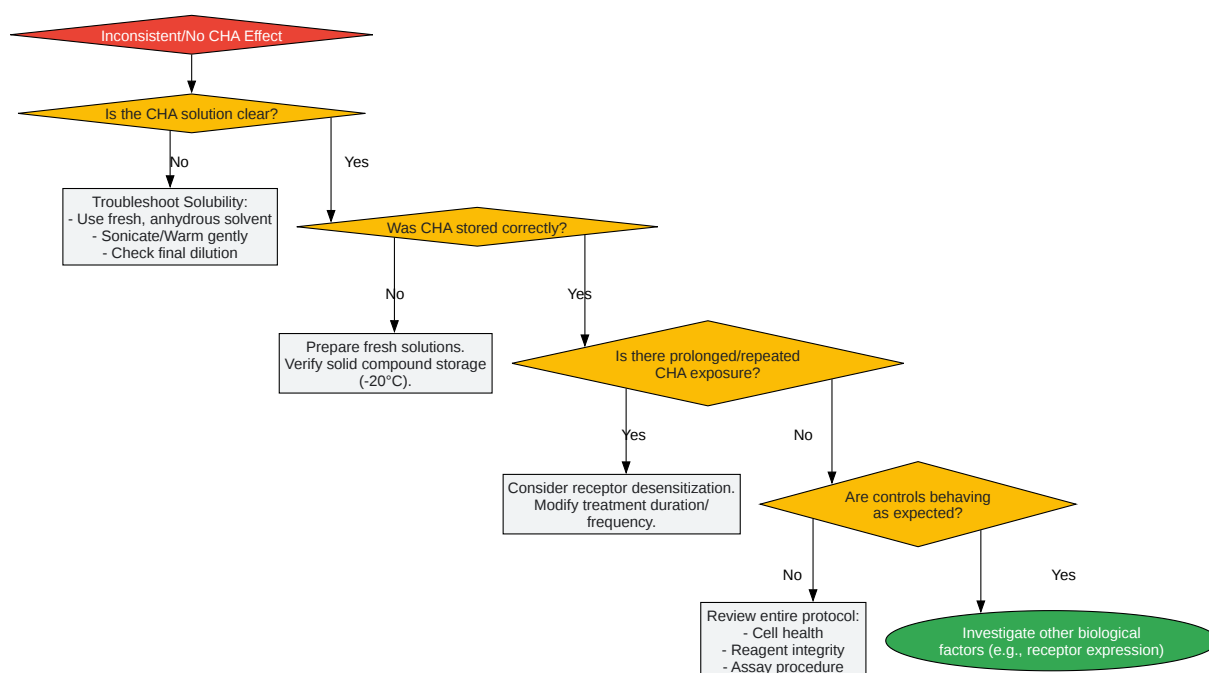 Inconsistent/No CHA Effect
Is the CHA solution clear?
No
Yes
Troubleshoot Solubility:
- Use fresh, anhydrous solvent
- Sonicate/Warm gently
- Check final dilution
Was CHA stored correctly?
No
Yes
Prepare fresh solutions.
Verify solid compound storage
(-20°C).
Is there prolonged/repeated
CHA exposure?
Yes
No
Consider receptor desensitization.
Modify treatment duration/
frequency.
Are controls behaving
as expected?
No
Yes
Review entire protocol:
- Cell health
- Reagent integrity
- Assay procedure
Investigate other biological
factors (e.g., receptor expression)